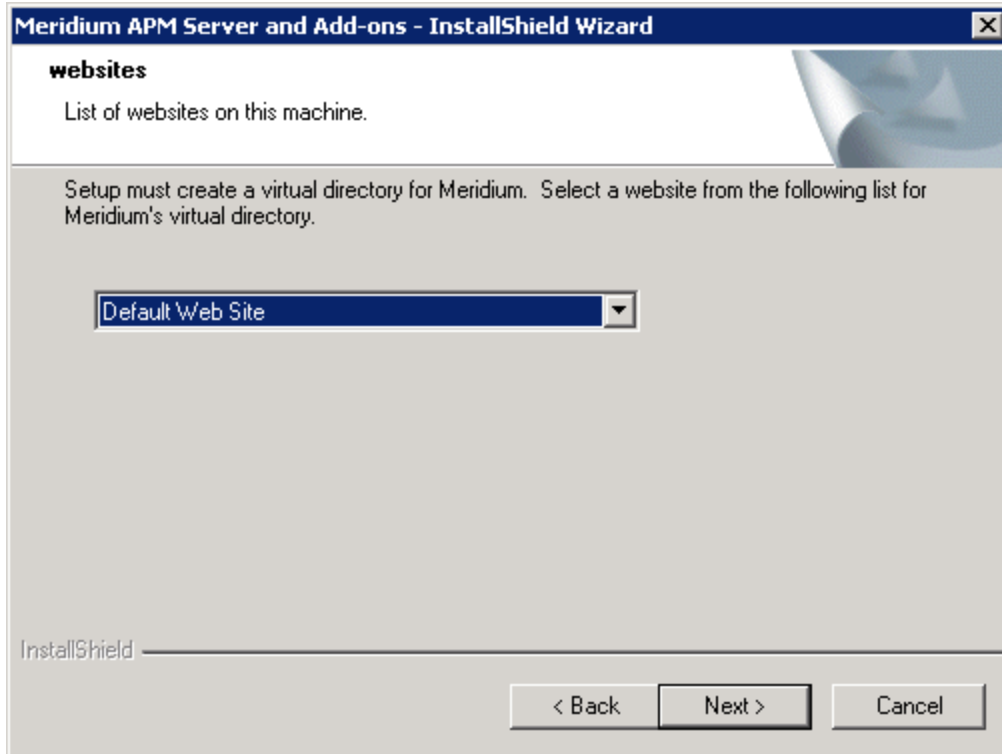 Meridium APM Server and Add-ons - InstallShield Wizard
websites
List of websites on this machine.
Setup must create a virtual directory for Meridium.  Select a website from the following list for
Meridium's virtual directory.
Default Web Site
InstallShield
< Back
Next >
Cancel